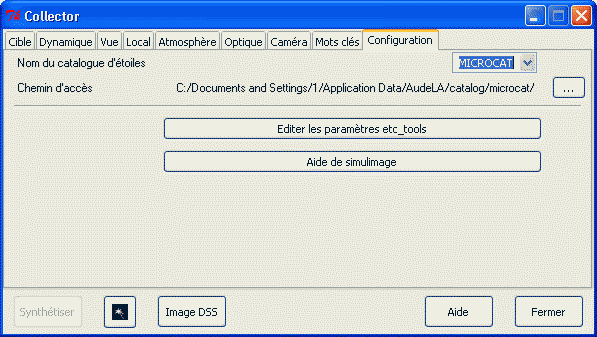 Collector
Cible Dynamique Vue Local Atmosphère Optique Caméra Mots clés Configuration
Nom du catalogue d'étoiles MICROCAT
Chemin d'accès C:/Documents and Settings/1/Application Data/AudeLA/catalog/microcat/ ...
Editer les paramètres etc_tools
Aide de simulimage
Synthétiser Image DSS Aide Fermer